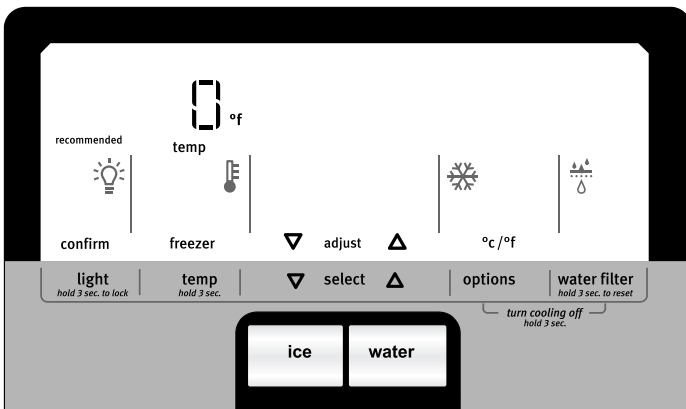 0 °f
recommended
temp
confirm freezer adjust °c/°f
light temp select options water filter
hold 3 sec. to lock hold 3 sec. hold 3 sec. to reset
turn cooling off
hold 3 sec.
ice water